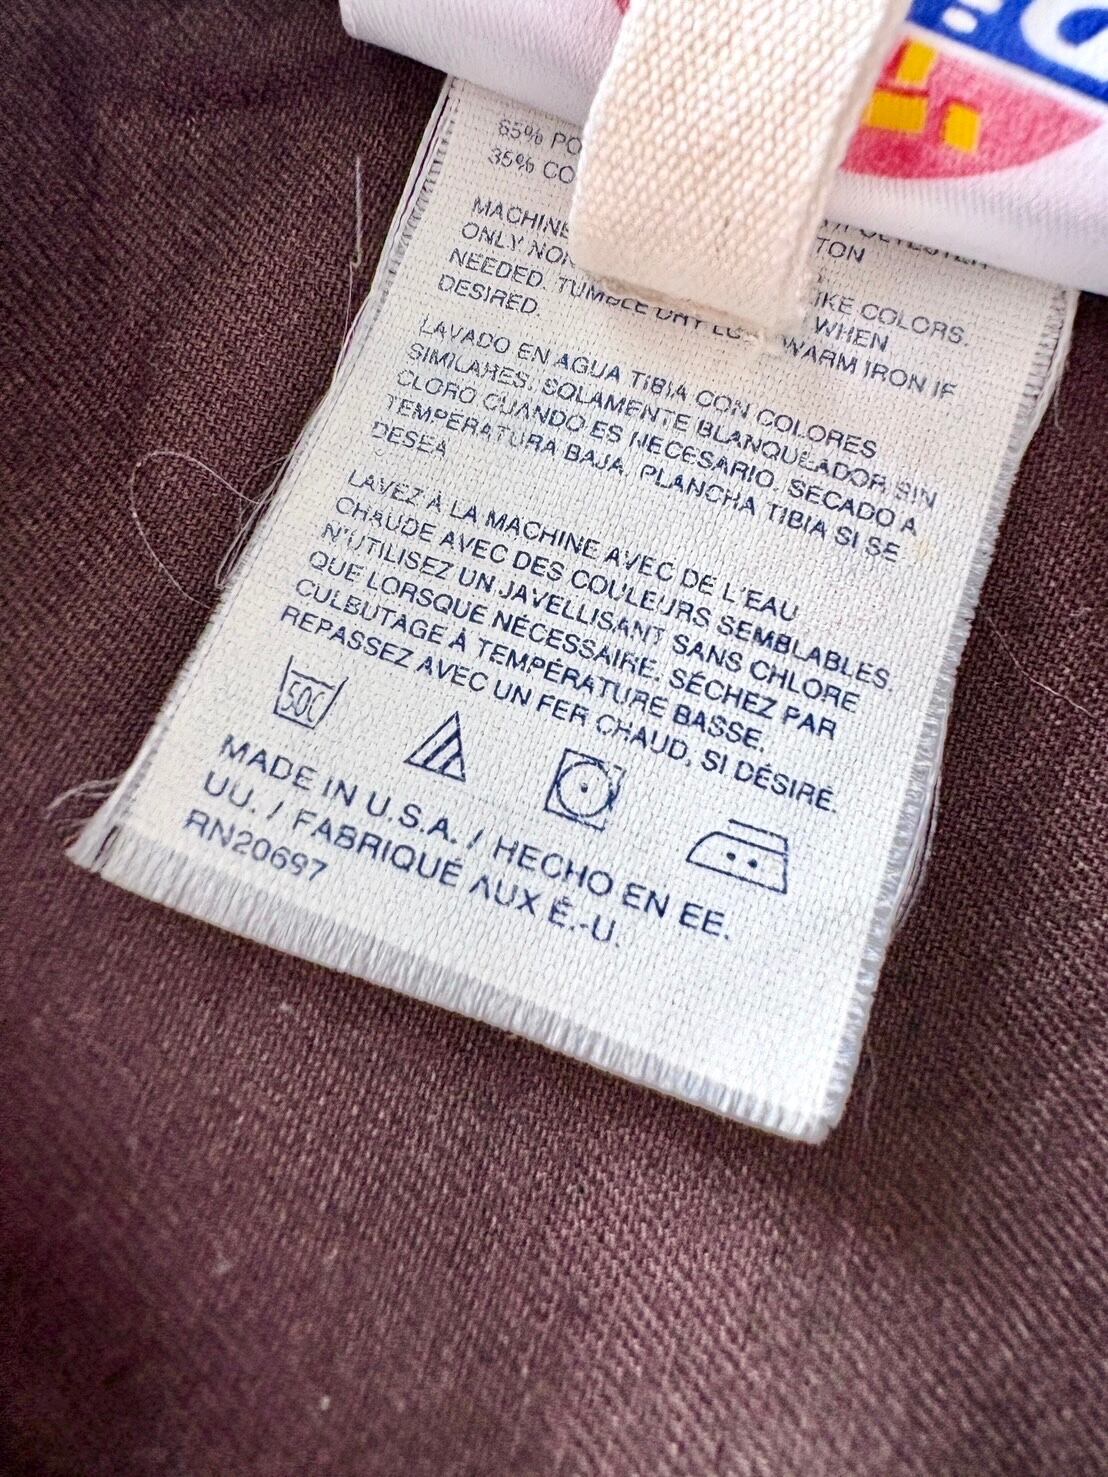 65% PO
35% CO TON
MACHINE IKE COLORS.
ONLY NON WHEN
NEEDED. TUMBLE DRY WARM IRON IF
DESIRED.
LAVADO EN AGUA TIBIA CON COLORES
SIMILARES. SOLAMENTE BLANQUEADOR SIN
CLORO CUANDO ES NECESARIO. SECADO A
TEMPERATURA BAJA. PLANCHA TIBIA SI SE
DESEA
LAVEZ À LA MACHINE AVEC DE L'EAU
CHAUDE AVEC DES COULEURS SEMBLABLES.
N'UTILISEZ UN JAVELLISANT SANS CHLORE
QUE LORSQUE NÉCESSAIRE. SÉCHEZ PAR
CULBUTAGE À TEMPÉRATURE BASSE.
REPASSEZ AVEC UN FER CHAUD, SI DÉSIRÉ.
50C
MADE IN U.S.A. / HECHO EN EE.
UU. / FABRIQUÉ AUX É.-U.
RN20697